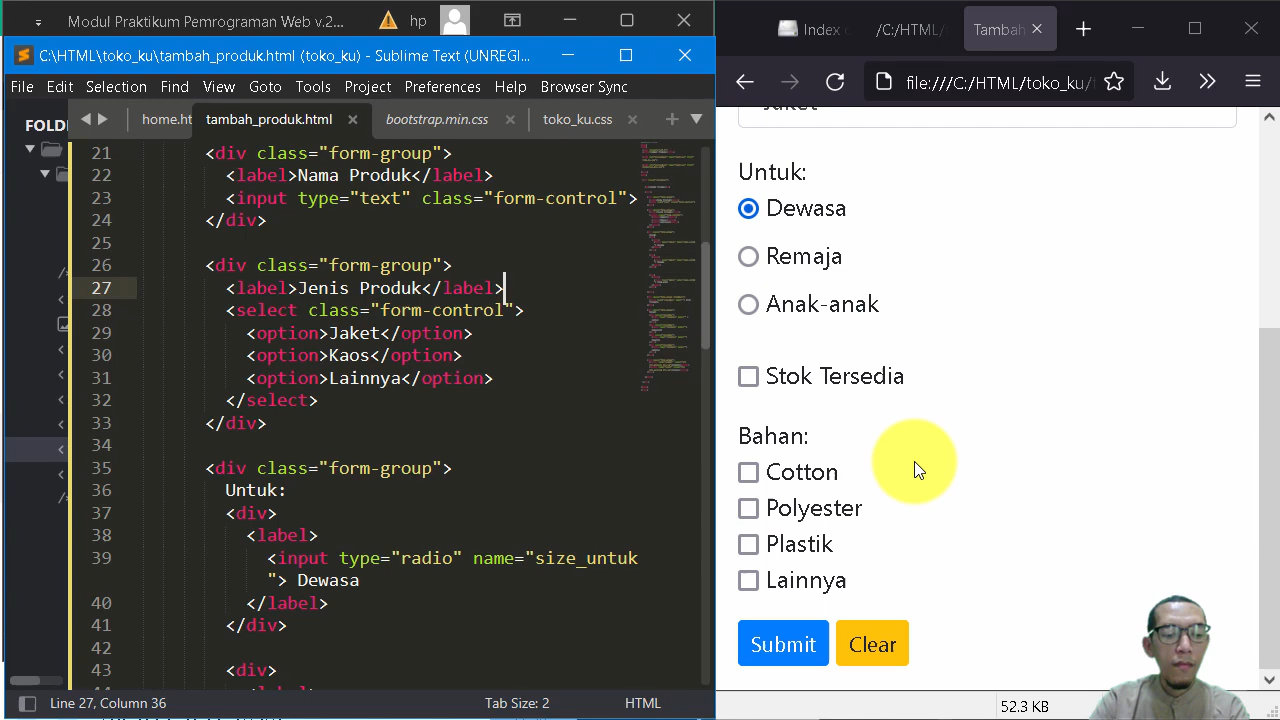 Modul Praktikum Pemrograman Web v.2...
hp
C:\HTML\toko_ku\tambah_produk.html (toko_ku) - Sublime Text (UNREGI...
File Edit Selection Find View Goto Tools Project Preferences Help Browser Sync
FOLD
home.ht
tambah_produk.html
bootstrap.min.css
toko_ku.css
21 <div class="form-group">
22 <label>Nama Produk</label>
23 <input type="text" class="form-control">
24 </div>
25
26 <div class="form-group">
27 <label>Jenis Produk</label>
28 <select class="form-control">
29 <option>Jaket</option>
30 <option>Kaos</option>
31 <option>Lainnya</option>
32 </select>
33 </div>
34
35 <div class="form-group">
36 Untuk:
37 <div>
38 <label>
39 <input type="radio" name="size_untuk
"> Dewasa
40 </label>
41 </div>
42
43 <div>
Line 27, Column 36
Tab Size: 2
HTML
Index
/C:/HTML/
Tambah
file:///C:/HTML/toko_ku/
Jaket
Untuk:
Dewasa
Remaja
Anak-anak
Stok Tersedia
Bahan:
Cotton
Polyester
Plastik
Lainnya
Submit
Clear
52.3 KB